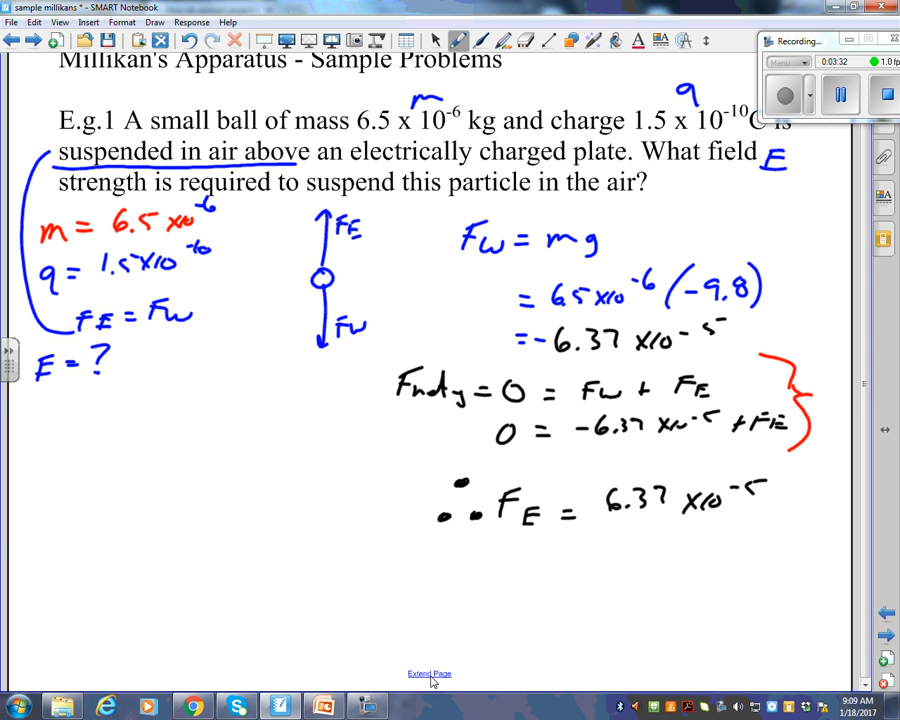 sample millikans * - SMART Notebook
File Edit View Insert Format Draw Response Help
Recording...
Menu
0:03:32
1.0 fp
Millikan's Apparatus - Sample Problems
m
q
E.g.1 A small ball of mass 6.5 x 10-6 kg and charge 1.5 x 10-10C is
suspended in air above an electrically charged plate. What field
E
strength is required to suspend this particle in the air?
m = 6.5 x10-6
q = 1.5x10-10
FE = FW
E = ?
FE
FW
FW = mg
= 6.5 x10-6 (-9.8)
= -6.37 x10-5
Fnety = 0 = FW + FE
0 = -6.37 x10-5 + FE
∴ FE = 6.37 x10-5
Extend Page
9:09 AM
1/18/2017